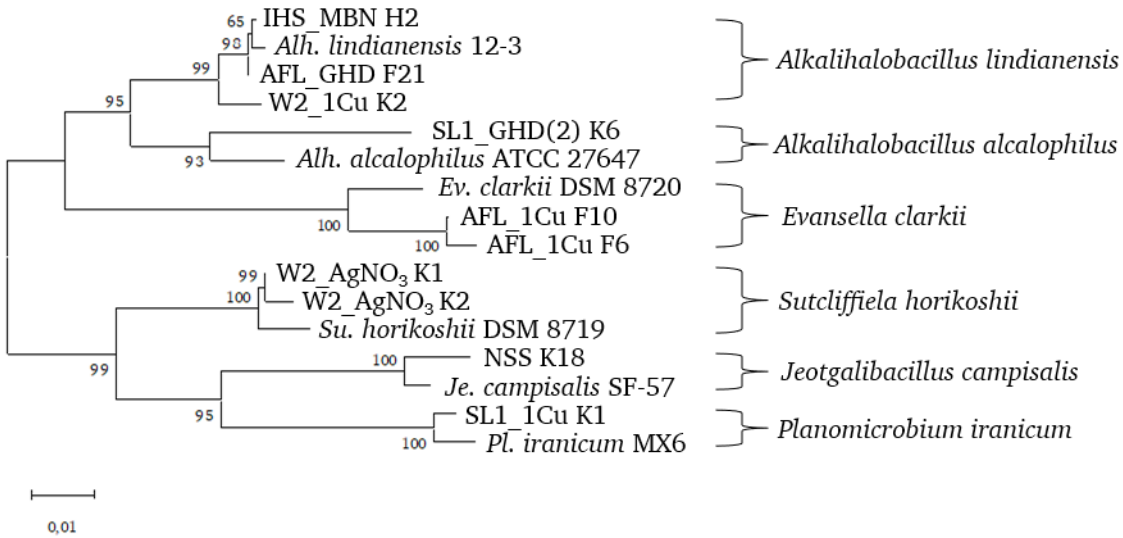 65 IHS_MBN H2
98 Alh. lindianensis 12-3
Alkalihalobacillus lindianensis
99 AFL_GHD F21
95 W2_1Cu K2
SL1_GHD(2) K6
Alkalihalobacillus alcalophilus
93 Alh. alcalophilus ATCC 27647
Ev. clarkii DSM 8720
100 AFL_1Cu F10
Evansella clarkii
100 AFL_1Cu F6
99 W2_AgNO₃ K1
100 W2_AgNO₃ K2
Sutcliffiela horikoshii
Su. horikoshii DSM 8719
99 100 NSS K18
Jeotgalibacillus campisalis
Je. campisalis SF-57
95 SL1_1Cu K1
Planomicrobium iranicum
100 Pl. iranicum MX6
0,01